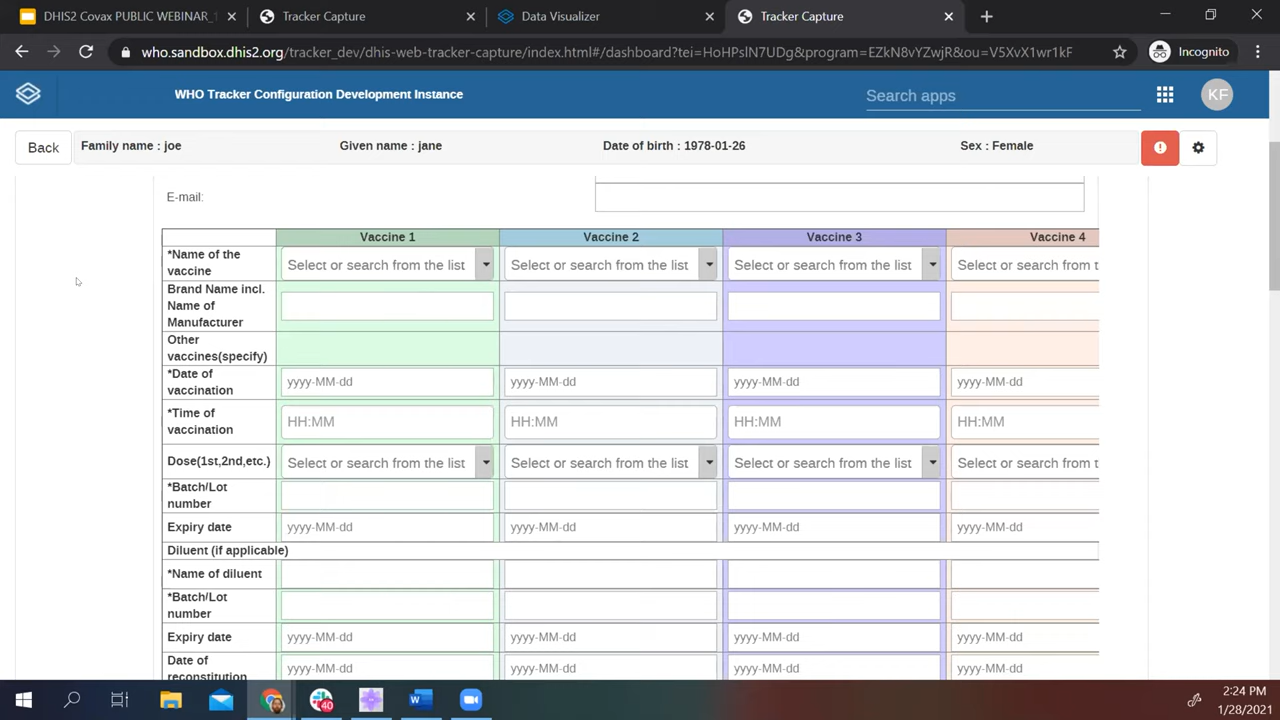 DHIS2 Covax PUBLIC WEBINAR_1 Tracker Capture Data Visualizer Tracker Capture
who.sandbox.dhis2.org/tracker_dev/dhis-web-tracker-capture/index.html#/dashboard?tei=HoHPslN7UDg&program=EZkN8vYZwjR&ou=V5XvX1wr1kF Incognito
WHO Tracker Configuration Development Instance Search apps KF
Back Family name : joe Given name : jane Date of birth : 1978-01-26 Sex : Female
E-mail:
Vaccine 1 Vaccine 2 Vaccine 3 Vaccine 4
*Name of the
vaccine Select or search from the list Select or search from the list Select or search from the list Select or search from t
Brand Name incl.
Name of
Manufacturer
Other
vaccines(specify)
*Date of
vaccination yyyy-MM-dd yyyy-MM-dd yyyy-MM-dd yyyy-MM-dd
*Time of
vaccination HH:MM HH:MM HH:MM HH:MM
Dose(1st,2nd,etc.) Select or search from the list Select or search from the list Select or search from the list Select or search from t
*Batch/Lot
number
Expiry date yyyy-MM-dd yyyy-MM-dd yyyy-MM-dd yyyy-MM-dd
Diluent (if applicable)
*Name of diluent
*Batch/Lot
number
Expiry date yyyy-MM-dd yyyy-MM-dd yyyy-MM-dd yyyy-MM-dd
Date of
reconstitution yyyy-MM-dd yyyy-MM-dd yyyy-MM-dd yyyy-MM-dd
40
2:24 PM
1/28/2021